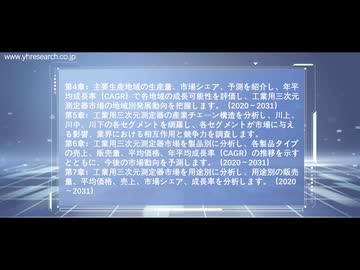 www.yhresearch.co.jp
第4章：主要生産地域の生産量、市場シェア、予測を紹介し、年平
均成長率（CAGR）で各地域の成長可能性を評価し、工業用三次元
測定器市場の地域別発展動向を把握します。(2020～2031)
第5章：工業用三次元測定器の産業チェーン構造を分析し、川上、
川中、川下の各セグメントを網羅し、各セグメントが市場に与え
る影響、業界における相互作用と競争力を調査します。
第6章：工業用三次元測定器市場を製品別に分析し、各製品タイプ
の売上、販売量、平均価格、年平均成長率（CAGR）の推移を示す
とともに、今後の市場動向を予測します。(2020～2031)
第7章：工業用三次元測定器市場を用途別に分析し、用途別の販売
量、平均価格、売上、市場シェア、成長率を分析します。(2020
～2031)